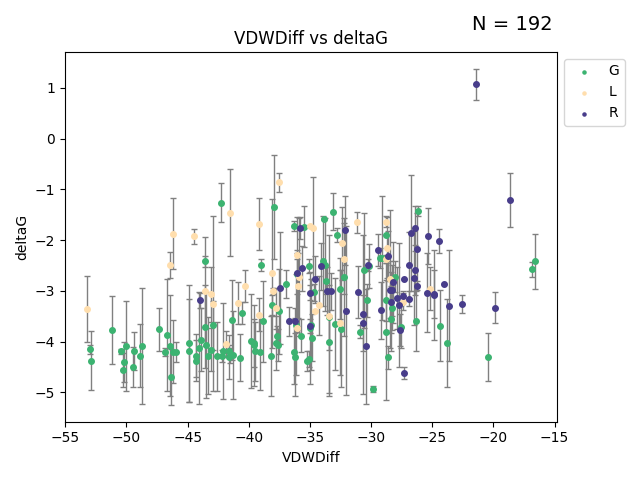 N = 192
VDWDiff vs deltaG
G
L
R
deltaG
1
0
−1
−2
−3
−4
−5
−55 −50 −45 −40 −35 −30 −25 −20 −15
VDWDiff